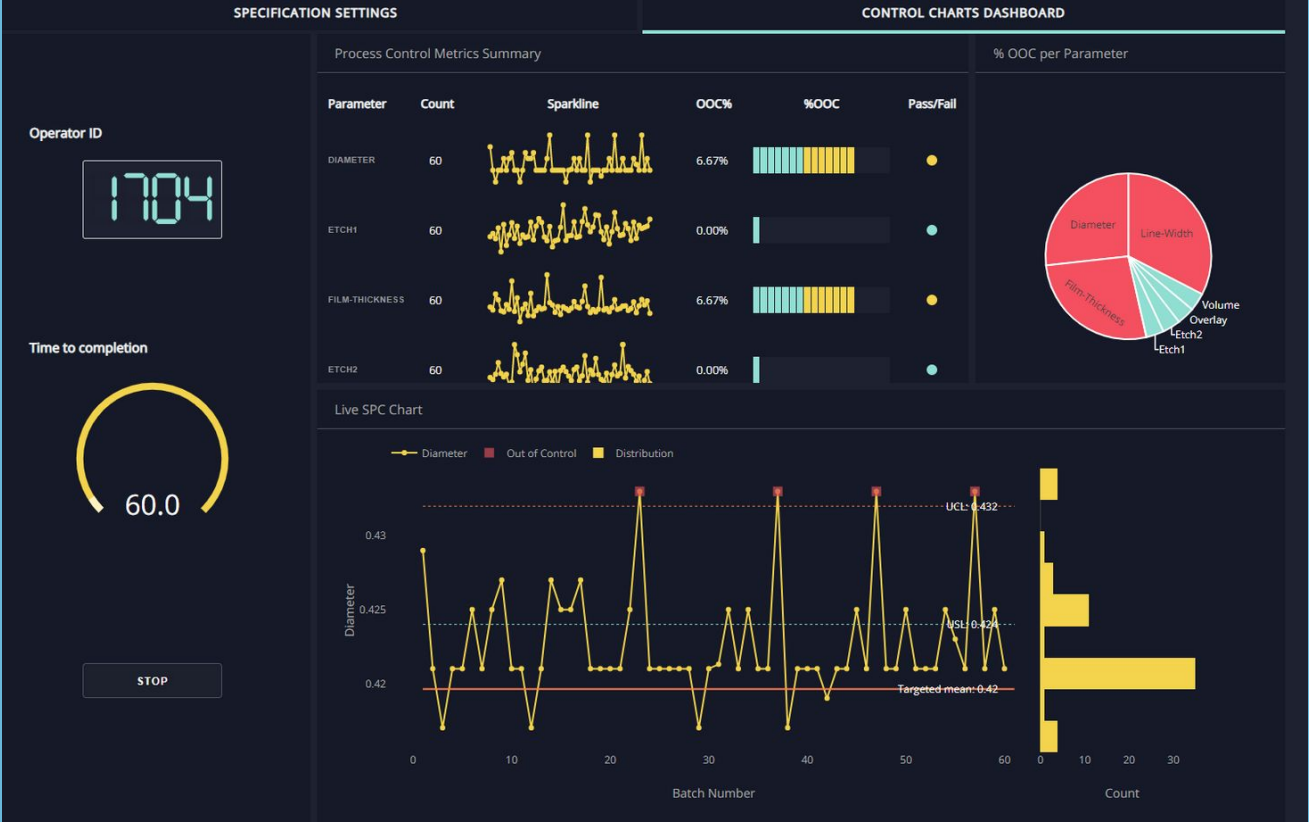 SPECIFICATION SETTINGS
CONTROL CHARTS DASHBOARD
Operator ID
1704
Time to completion
60.0
STOP
Process Control Metrics Summary
Parameter Count Sparkline OOC% %OOC Pass/Fail
DIAMETER 60 6.67%
ETCH1 60 0.00%
FILM-THICKNESS 60 6.67%
ETCH2 60 0.00%
% OOC per Parameter
Diameter
Line-Width
Film-Thickness
Volume
Overlay
Etch2
Etch1
Live SPC Chart
Diameter Out of Control Distribution
UCL: 0.432
0.43
Diameter
0.425
USL: 0.424
0.42
Targeted mean: 0.42
0 10 20 30 40 50 60
Batch Number
0 10 20 30
Count